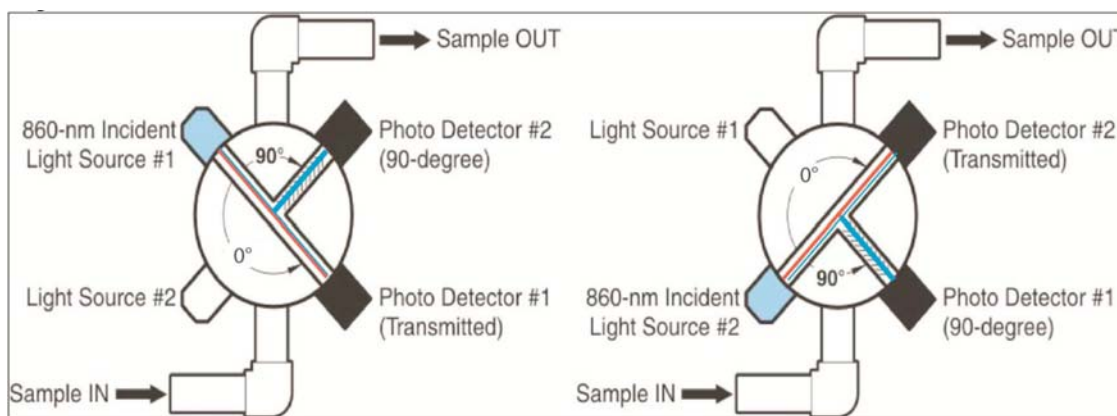 Sample OUT
860-nm Incident
Light Source #1
90°
Photo Detector #2
(90-degree)
0°
Light Source #2
Photo Detector #1
(Transmitted)
Sample IN
Sample OUT
Light Source #1
0°
Photo Detector #2
(Transmitted)
860-nm Incident
Light Source #2
90°
Photo Detector #1
(90-degree)
Sample IN